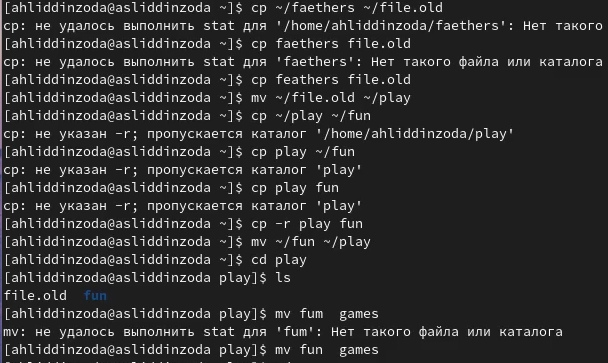 [ahliddinzoda@asliddinzoda ~]$ cp ~/faethers ~/file.old
cp: не удалось выполнить stat для '/home/ahliddinzoda/faethers': Нет такого
[ahliddinzoda@asliddinzoda ~]$ cp faethers file.old
cp: не удалось выполнить stat для 'faethers': Нет такого файла или каталога
[ahliddinzoda@asliddinzoda ~]$ cp feathers file.old
[ahliddinzoda@asliddinzoda ~]$ mv ~/file.old ~/play
[ahliddinzoda@asliddinzoda ~]$ cp ~/play ~/fun
cp: не указан -r; пропускается каталог '/home/ahliddinzoda/play'
[ahliddinzoda@asliddinzoda ~]$ cp play ~/fun
cp: не указан -r; пропускается каталог 'play'
[ahliddinzoda@asliddinzoda ~]$ cp play fun
cp: не указан -r; пропускается каталог 'play'
[ahliddinzoda@asliddinzoda ~]$ cp -r play fun
[ahliddinzoda@asliddinzoda ~]$ mv ~/fun ~/play
[ahliddinzoda@asliddinzoda ~]$ cd play
[ahliddinzoda@asliddinzoda play]$ ls
file.old  fun
[ahliddinzoda@asliddinzoda play]$ mv fum  games
mv: не удалось выполнить stat для 'fum': Нет такого файла или каталога
[ahliddinzoda@asliddinzoda play]$ mv fun  games